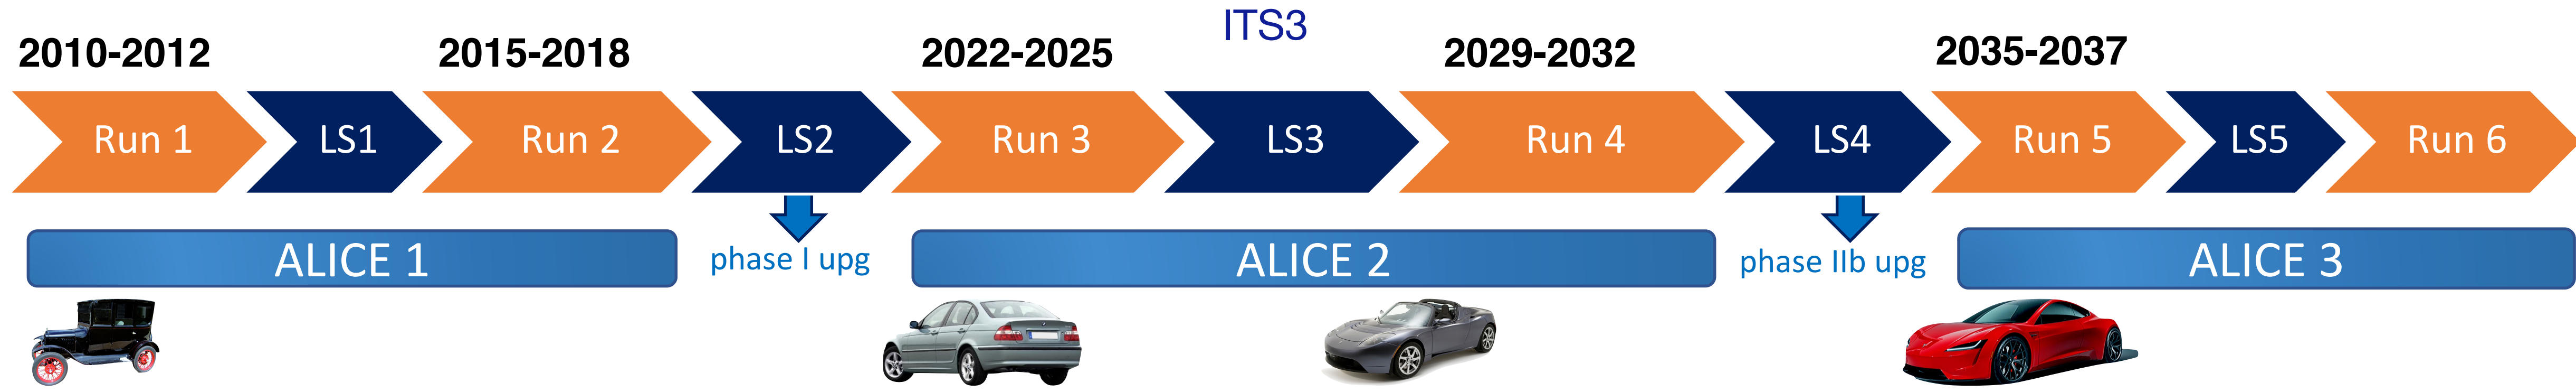 ITS3
2010-2012 2015-2018 2022-2025 2029-2032 2035-2037
Run 1 LS1 Run 2 LS2 Run 3 LS3 Run 4 LS4 Run 5 LS5 Run 6
ALICE 1 phase I upg ALICE 2 phase IIb upg ALICE 3